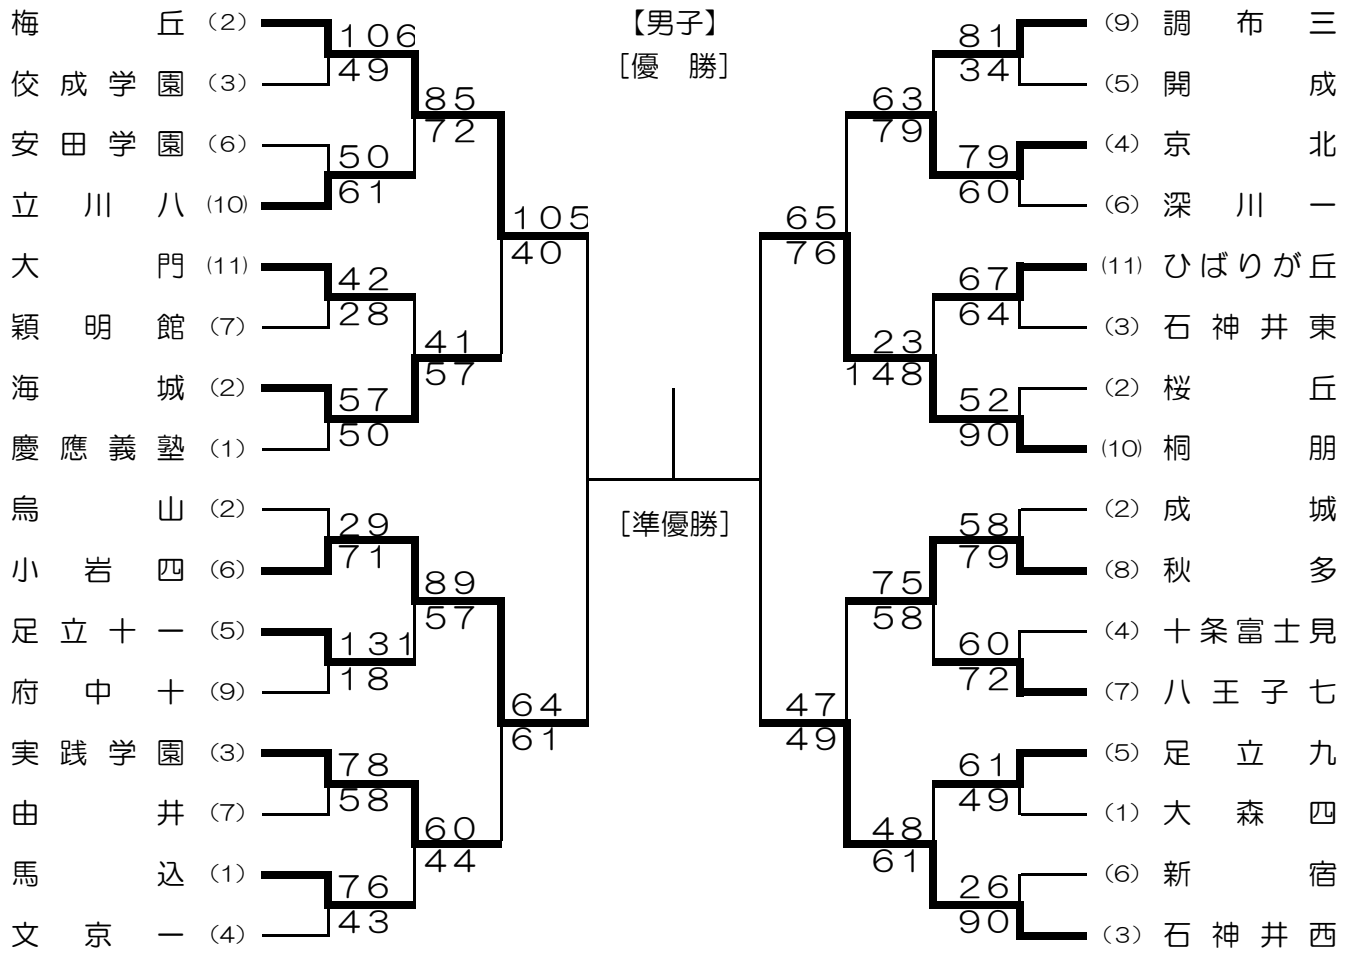 【男子】
［優　勝］
梅丘 (2)
佼成学園 (3)
安田学園 (6)
立川八 (10)
大門 (11)
穎明館 (7)
海城 (2)
慶應義塾 (1)
烏山 (2)
小岩四 (6)
足立十一 (5)
府中十 (9)
実践学園 (3)
由井 (7)
馬込 (1)
文京一 (4)
106
49
50
61
42
28
57
50
29
71
131
18
78
58
76
43
85
72
41
57
89
57
60
44
105
40
64
61
［準優勝］
65
76
47
49
63
79
23
148
75
58
48
61
81
34
79
60
67
64
52
90
58
79
60
72
61
49
26
90
(9) 調布三
(5) 開成
(4) 京北
(6) 深川一
(11) ひばりが丘
(3) 石神井東
(2) 桜丘
(10) 桐朋
(2) 成城
(8) 秋多
(4) 十条富士見
(7) 八王子七
(5) 足立九
(1) 大森四
(6) 新宿
(3) 石神井西